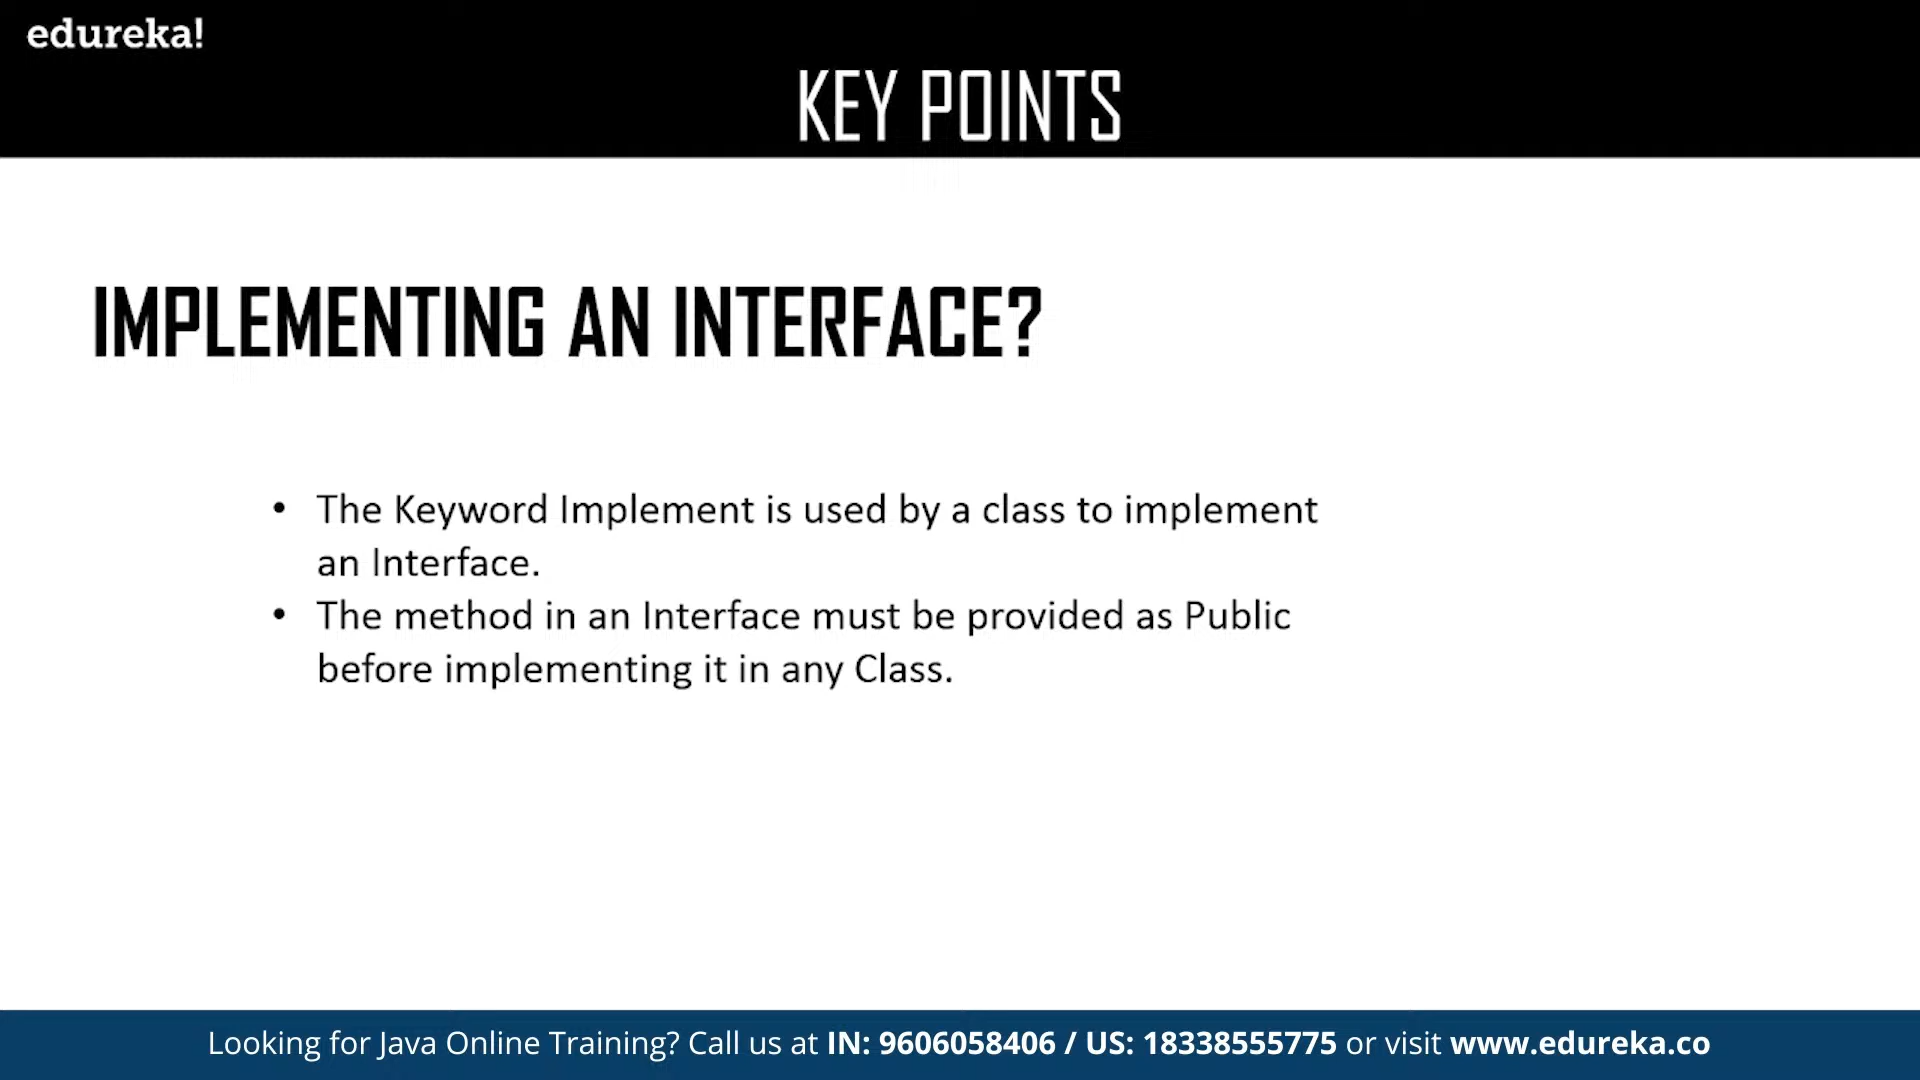 edureka!
KEY POINTS
IMPLEMENTING AN INTERFACE?
• The Keyword Implement is used by a class to implement
an Interface.
• The method in an Interface must be provided as Public
before implementing it in any Class.
Looking for Java Online Training? Call us at IN: 9606058406 / US: 18338555775 or visit www.edureka.co